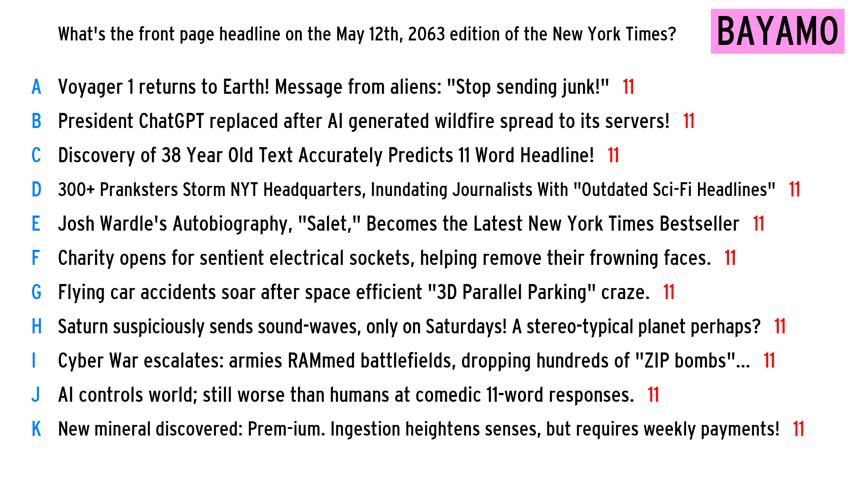 What's the front page headline on the May 12th, 2063 edition of the New York Times?
BAYAMO
A Voyager 1 returns to Earth! Message from aliens: "Stop sending junk!" 11
B President ChatGPT replaced after AI generated wildfire spread to its servers! 11
C Discovery of 38 Year Old Text Accurately Predicts 11 Word Headline! 11
D 300+ Pranksters Storm NYT Headquarters, Inundating Journalists With "Outdated Sci-Fi Headlines" 11
E Josh Wardle's Autobiography, "Salet," Becomes the Latest New York Times Bestseller 11
F Charity opens for sentient electrical sockets, helping remove their frowning faces. 11
G Flying car accidents soar after space efficient "3D Parallel Parking" craze. 11
H Saturn suspiciously sends sound-waves, only on Saturdays! A stereo-typical planet perhaps? 11
I Cyber War escalates: armies RAMmed battlefields, dropping hundreds of "ZIP bombs"... 11
J AI controls world; still worse than humans at comedic 11-word responses. 11
K New mineral discovered: Prem-ium. Ingestion heightens senses, but requires weekly payments! 11